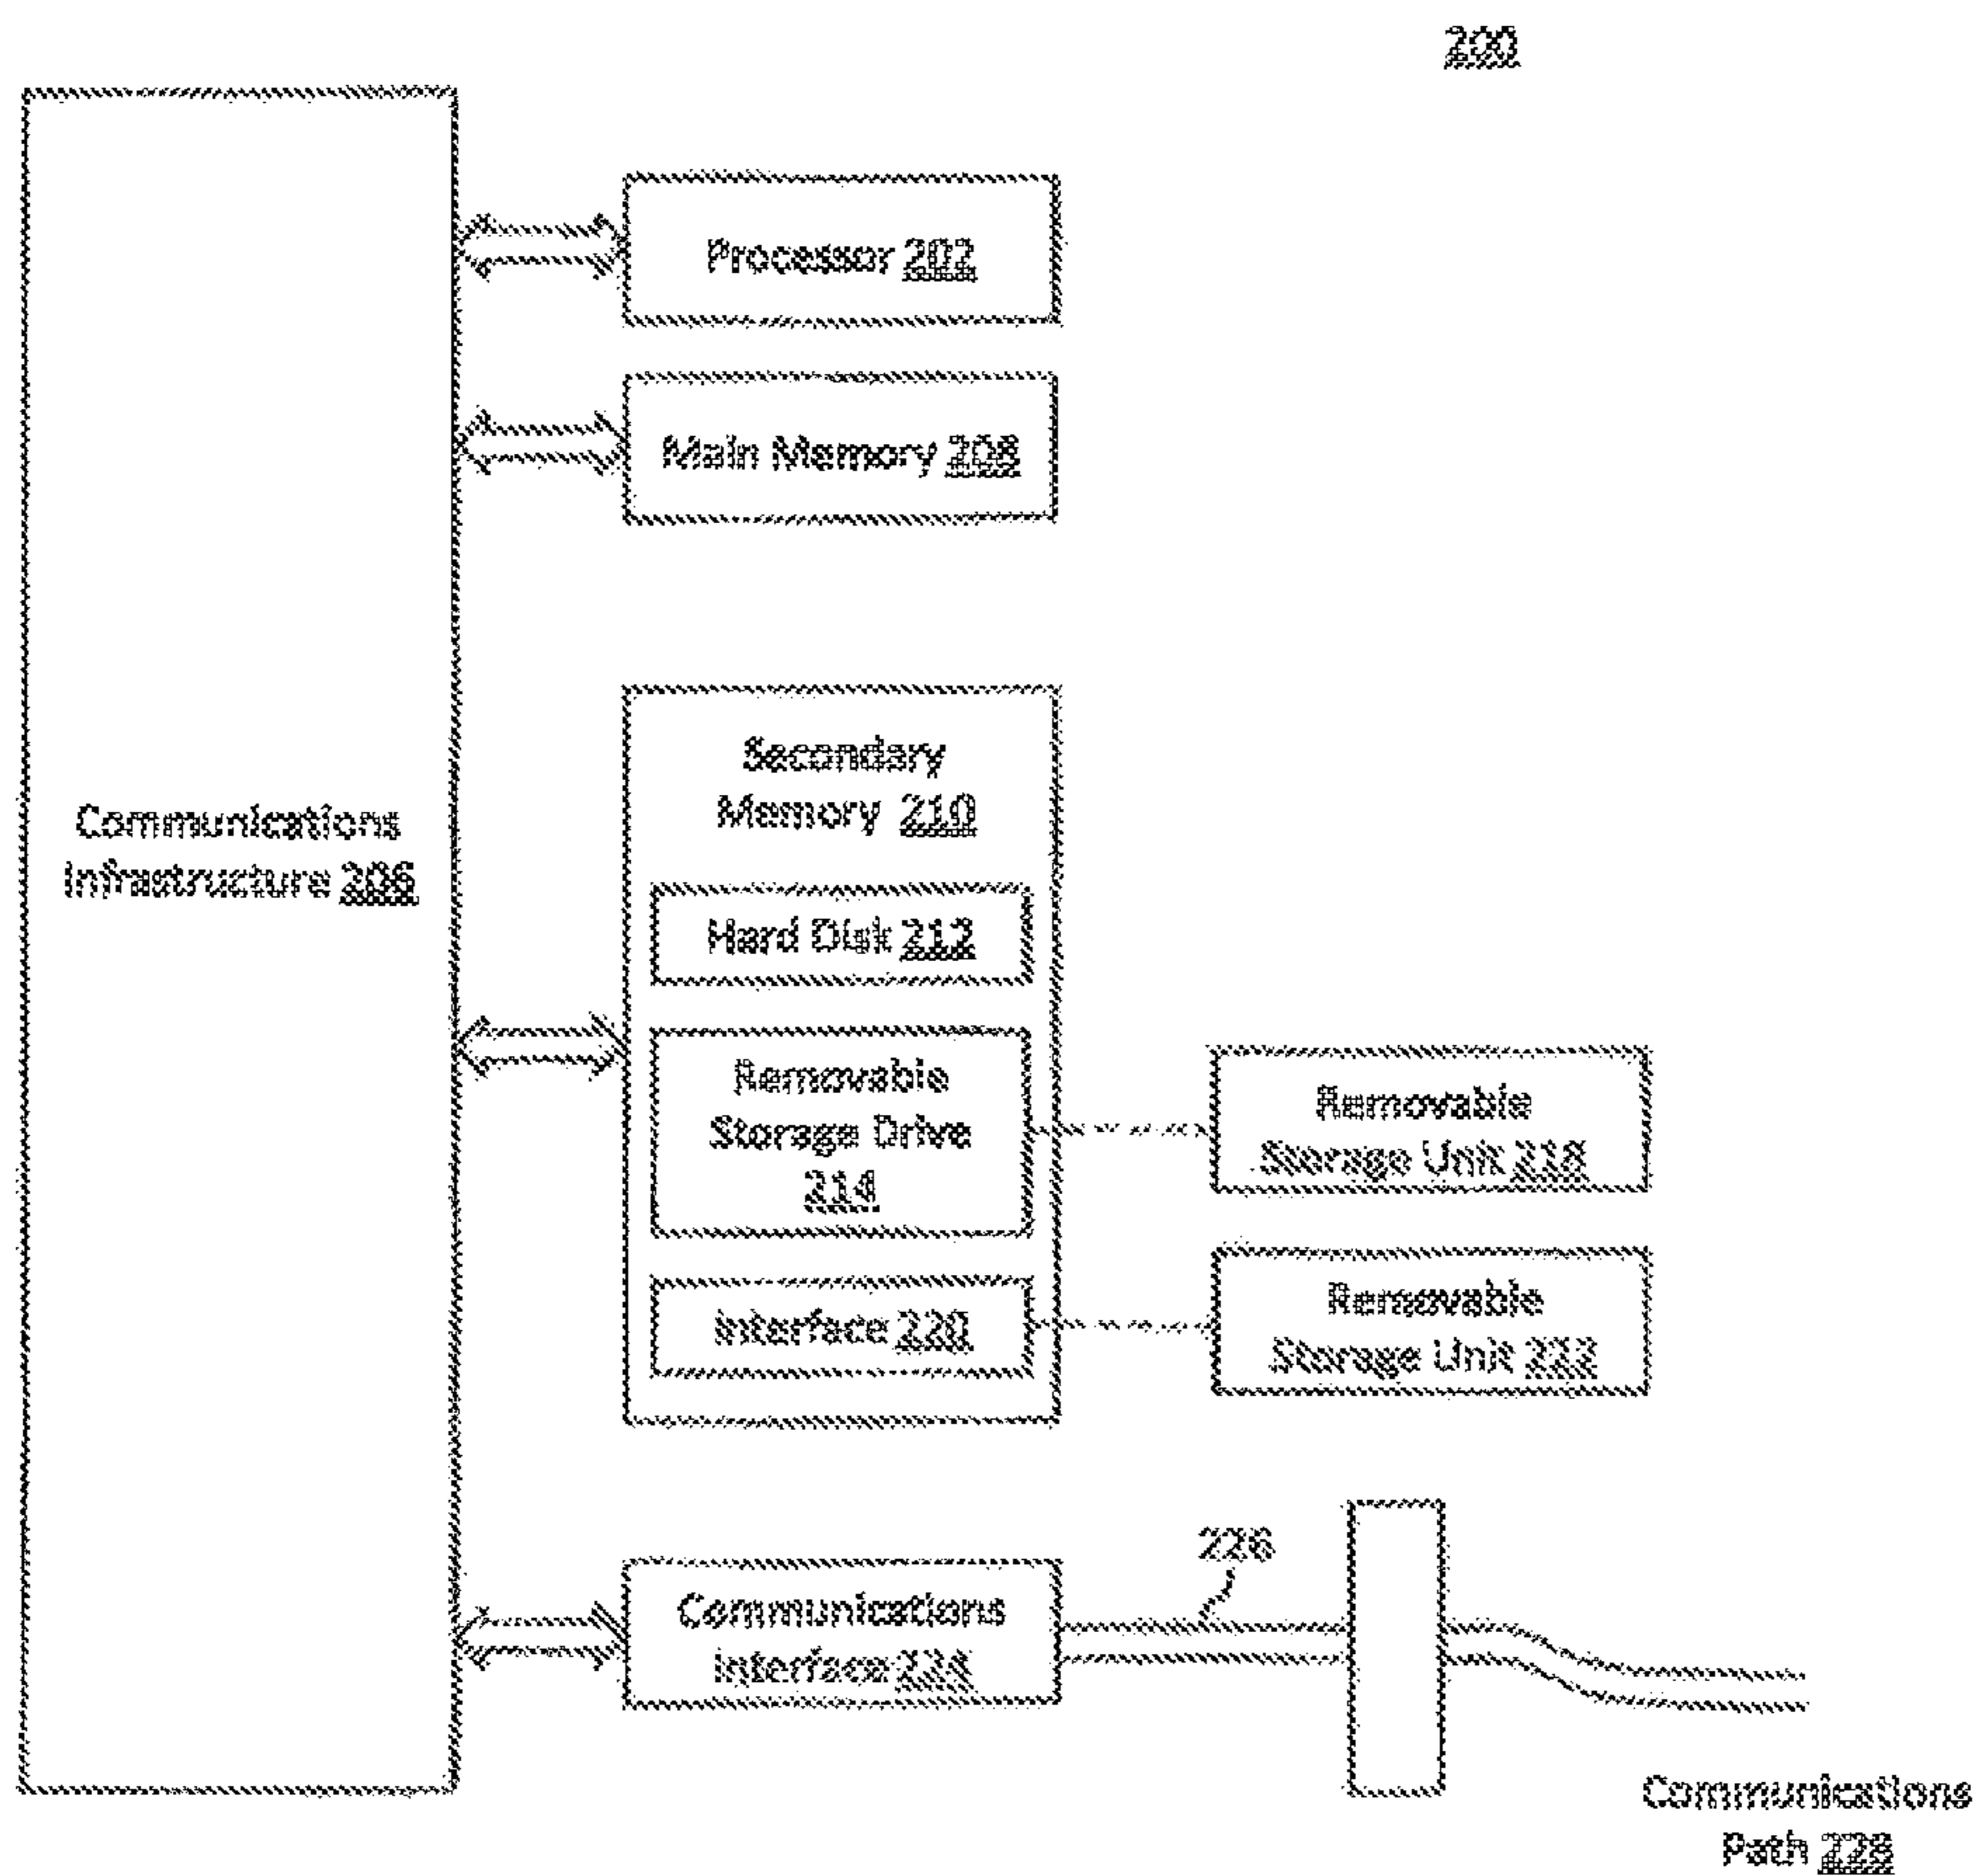 200
Processor 202
Main Memory 208
Communications
Infrastructure 206
Secondary
Memory 210
Hard Disk 212
Removable
Storage Drive
214
Interface 220
Removable
Storage Unit 218
Removable
Storage Unit 222
Communications
Interface 224
226
Communications
Path 228